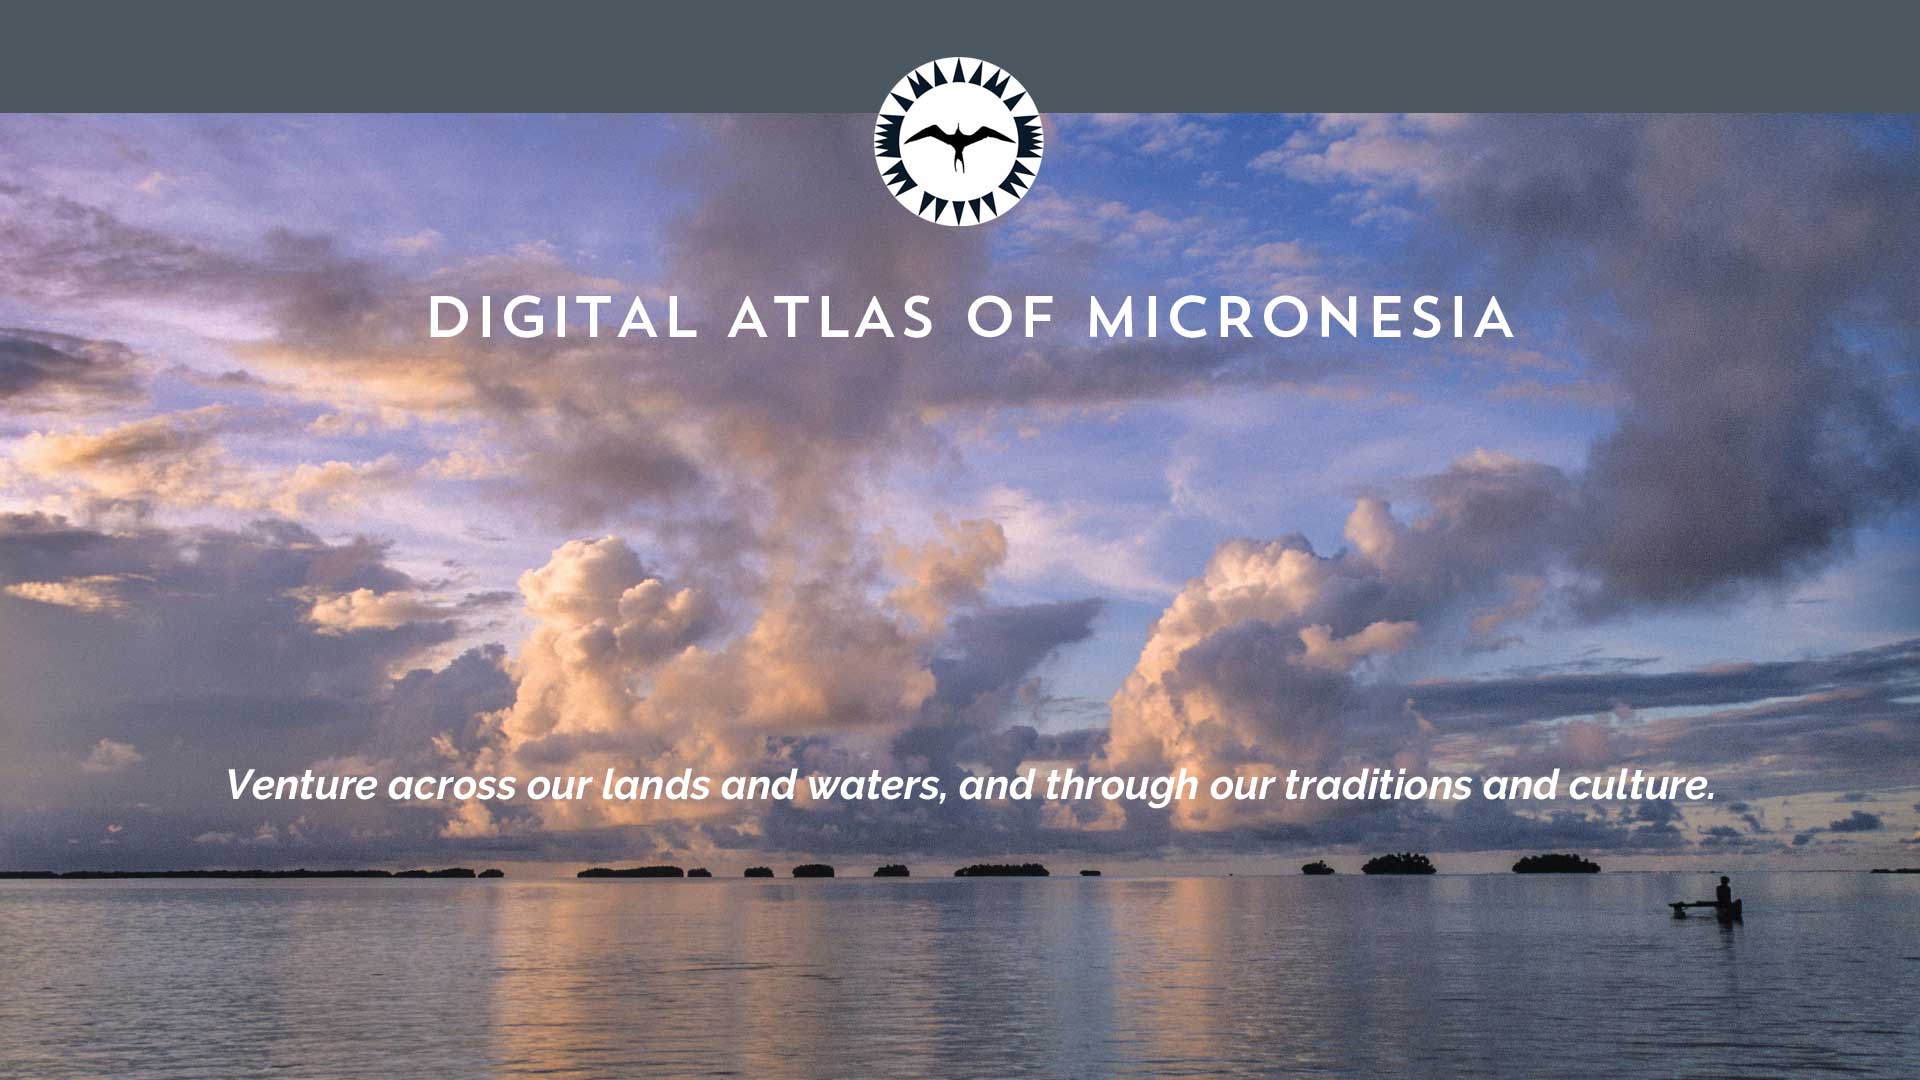 DIGITAL ATLAS OF MICRONESIA
Venture across our lands and waters, and through our traditions and culture.